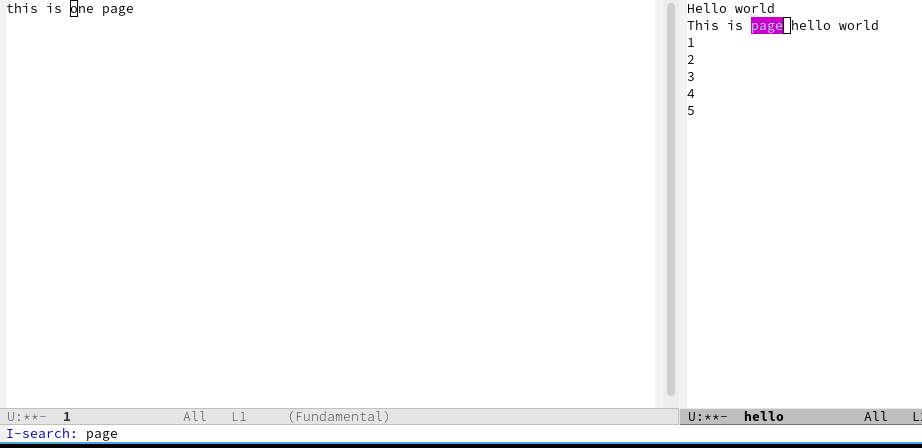 this is one page
U:**-  1              All   L1     (Fundamental)
Hello world
This is page hello world
1
2
3
4
5
U:**-  hello          All
I-search: page